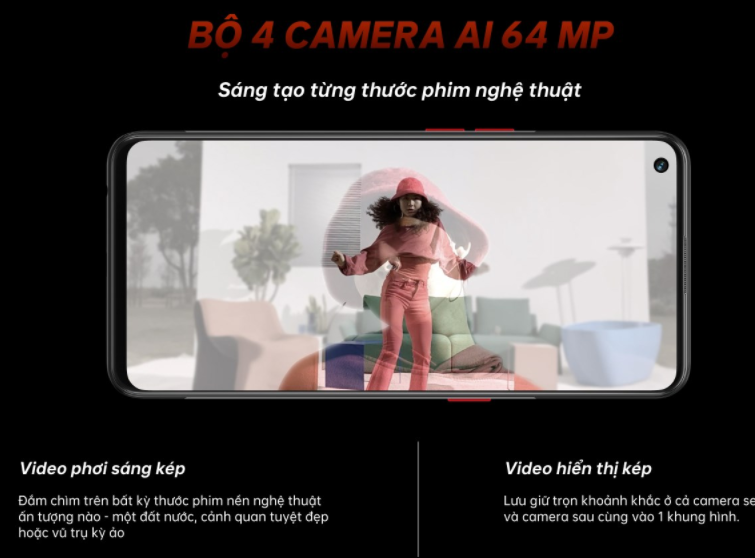 BỘ 4 CAMERA AI 64 MP
Sáng tạo từng thước phim nghệ thuật
Video phơi sáng kép
Đắm chìm trên bất kỳ thước phim nền nghệ thuật
ấn tượng nào - một đất nước, cảnh quan tuyệt đẹp
hoặc vũ trụ kỳ ảo
Video hiển thị kép
Lưu giữ trọn khoảnh khắc ở cả camera
và camera sau cùng vào 1 khung hình.